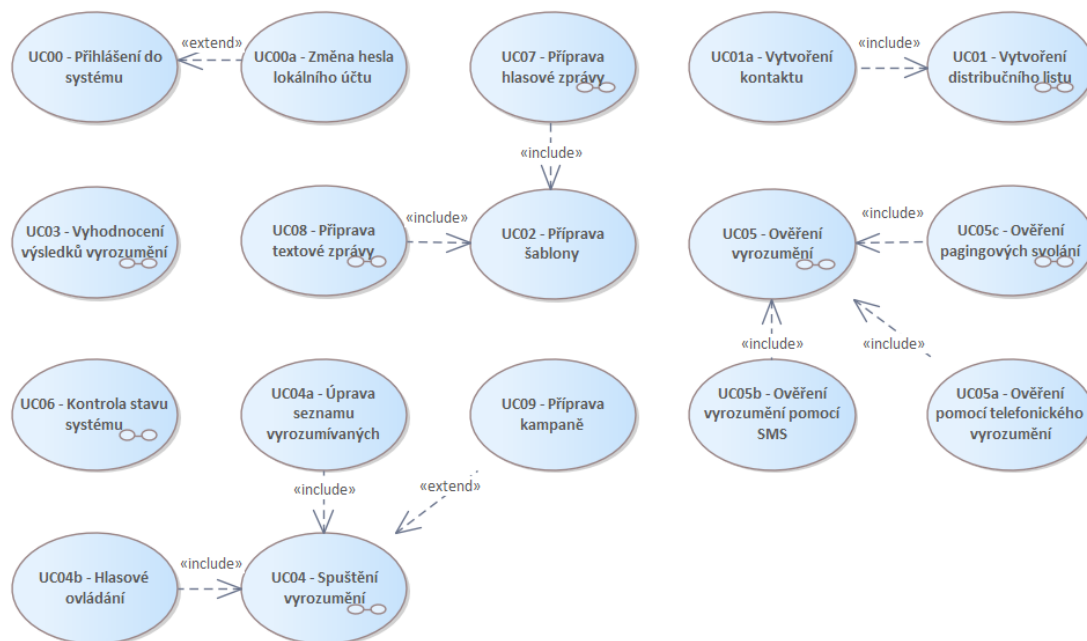 UC00 - Přihlášení do
systému
«extend»
UC00a - Změna hesla
lokálního účtu
UC07 - Příprava
hlasové zprávy
UC01a - Vytvoření
kontaktu
«include»
UC01 - Vytvoření
distribučního listu
«include»
UC03 - Vyhodnocení
výsledků vyrozumění
UC08 - Připrava
textové zprávy
«include»
UC02 - Příprava
šablony
UC05 - Ověření
vyrozumění
«include»
UC05c - Ověření
pagingových svolání
«include»
«include»
UC06 - Kontrola stavu
systému
UC04a - Úprava
seznamu
vyrozumívaných
UC09 - Příprava
kampaně
UC05b - Ověření
vyrozumění pomocí
SMS
UC05a - Ověření
pomocí telefonického
vyrozumění
«include»
«extend»
UC04b - Hlasové
ovládání
«include»
UC04 - Spuštění
vyrozumění